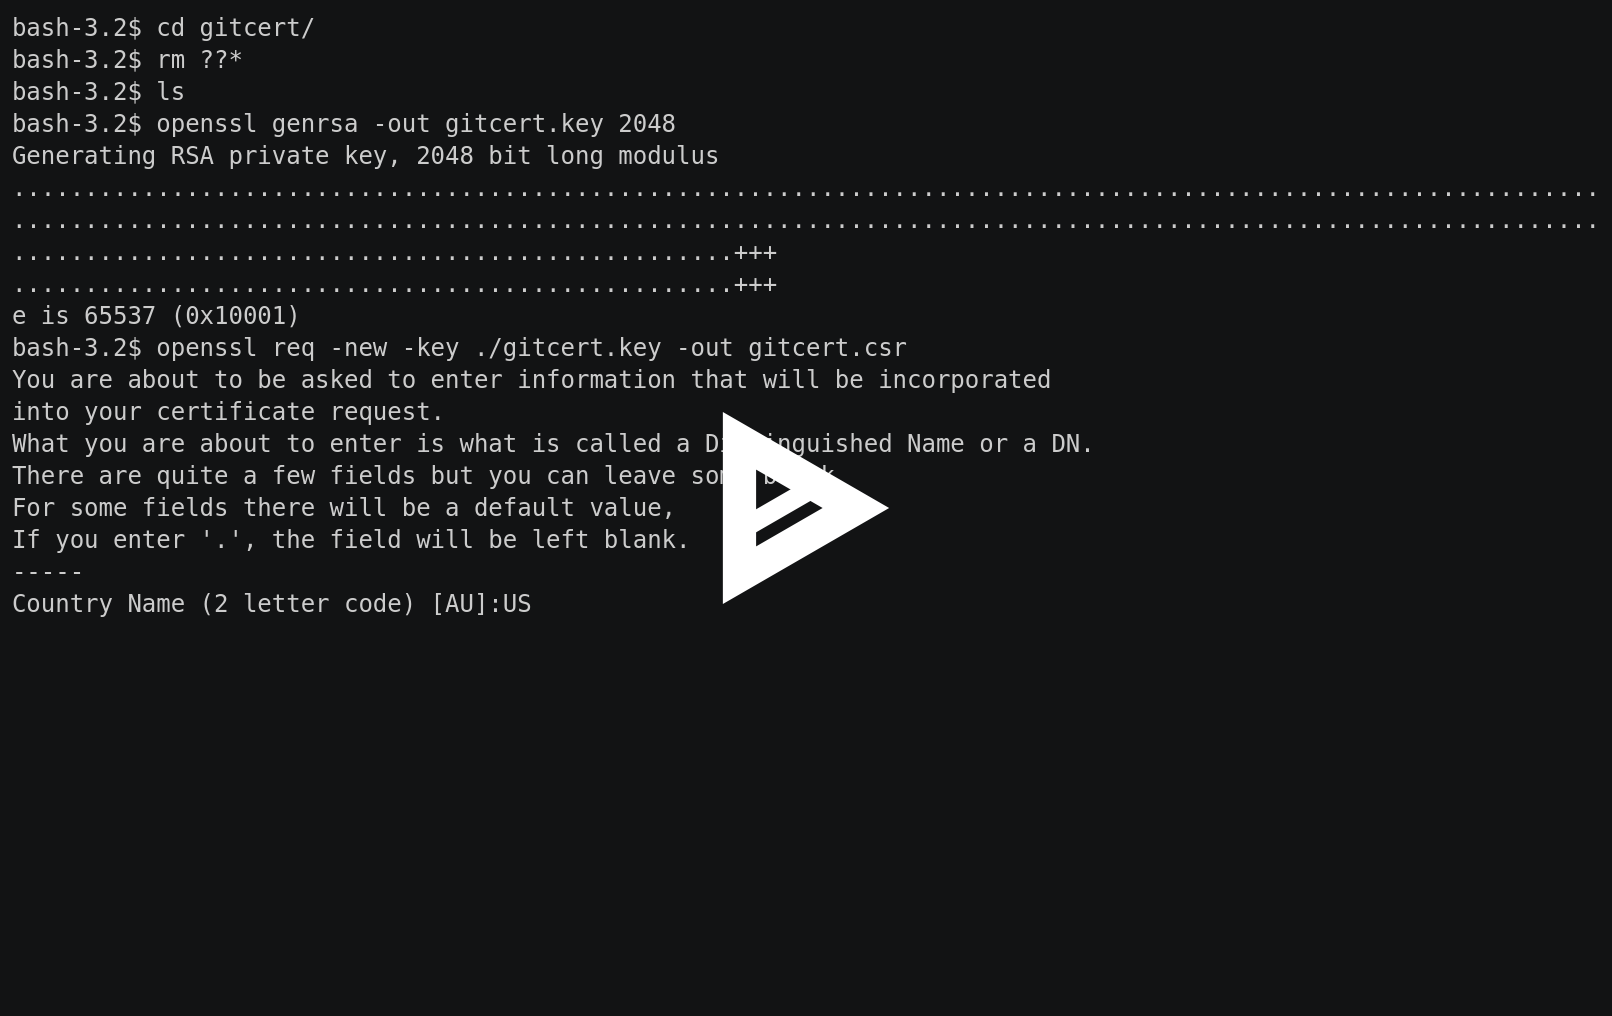 bash-3.2$ cd gitcert/
bash-3.2$ rm ??*
bash-3.2$ ls
bash-3.2$ openssl genrsa -out gitcert.key 2048
Generating RSA private key, 2048 bit long modulus
..............................................................................................................
..............................................................................................................
..................................................+++
..................................................+++
e is 65537 (0x10001)
bash-3.2$ openssl req -new -key ./gitcert.key -out gitcert.csr
You are about to be asked to enter information that will be incorporated
into your certificate request.
What you are about to enter is what is called a Distinguished Name or a DN.
There are quite a few fields but you can leave some blank
For some fields there will be a default value,
If you enter '.', the field will be left blank.
-----
Country Name (2 letter code) [AU]:US